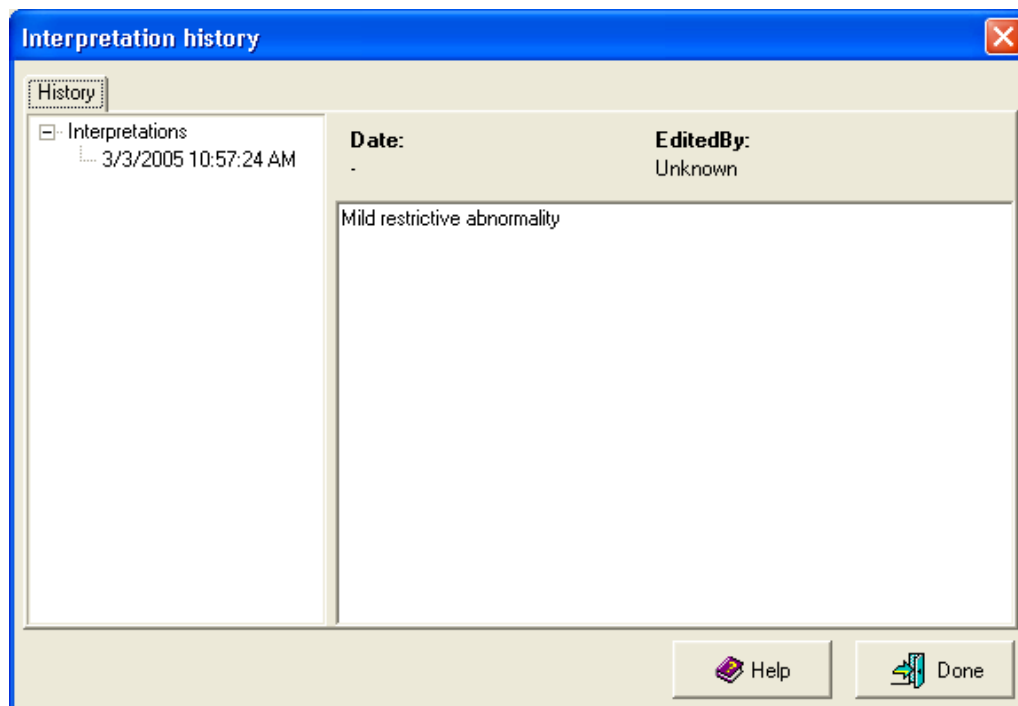 Interpretation history
History
Interpretations
3/3/2005 10:57:24 AM
Date:
-
EditedBy:
Unknown
Mild restrictive abnormality
Help
Done